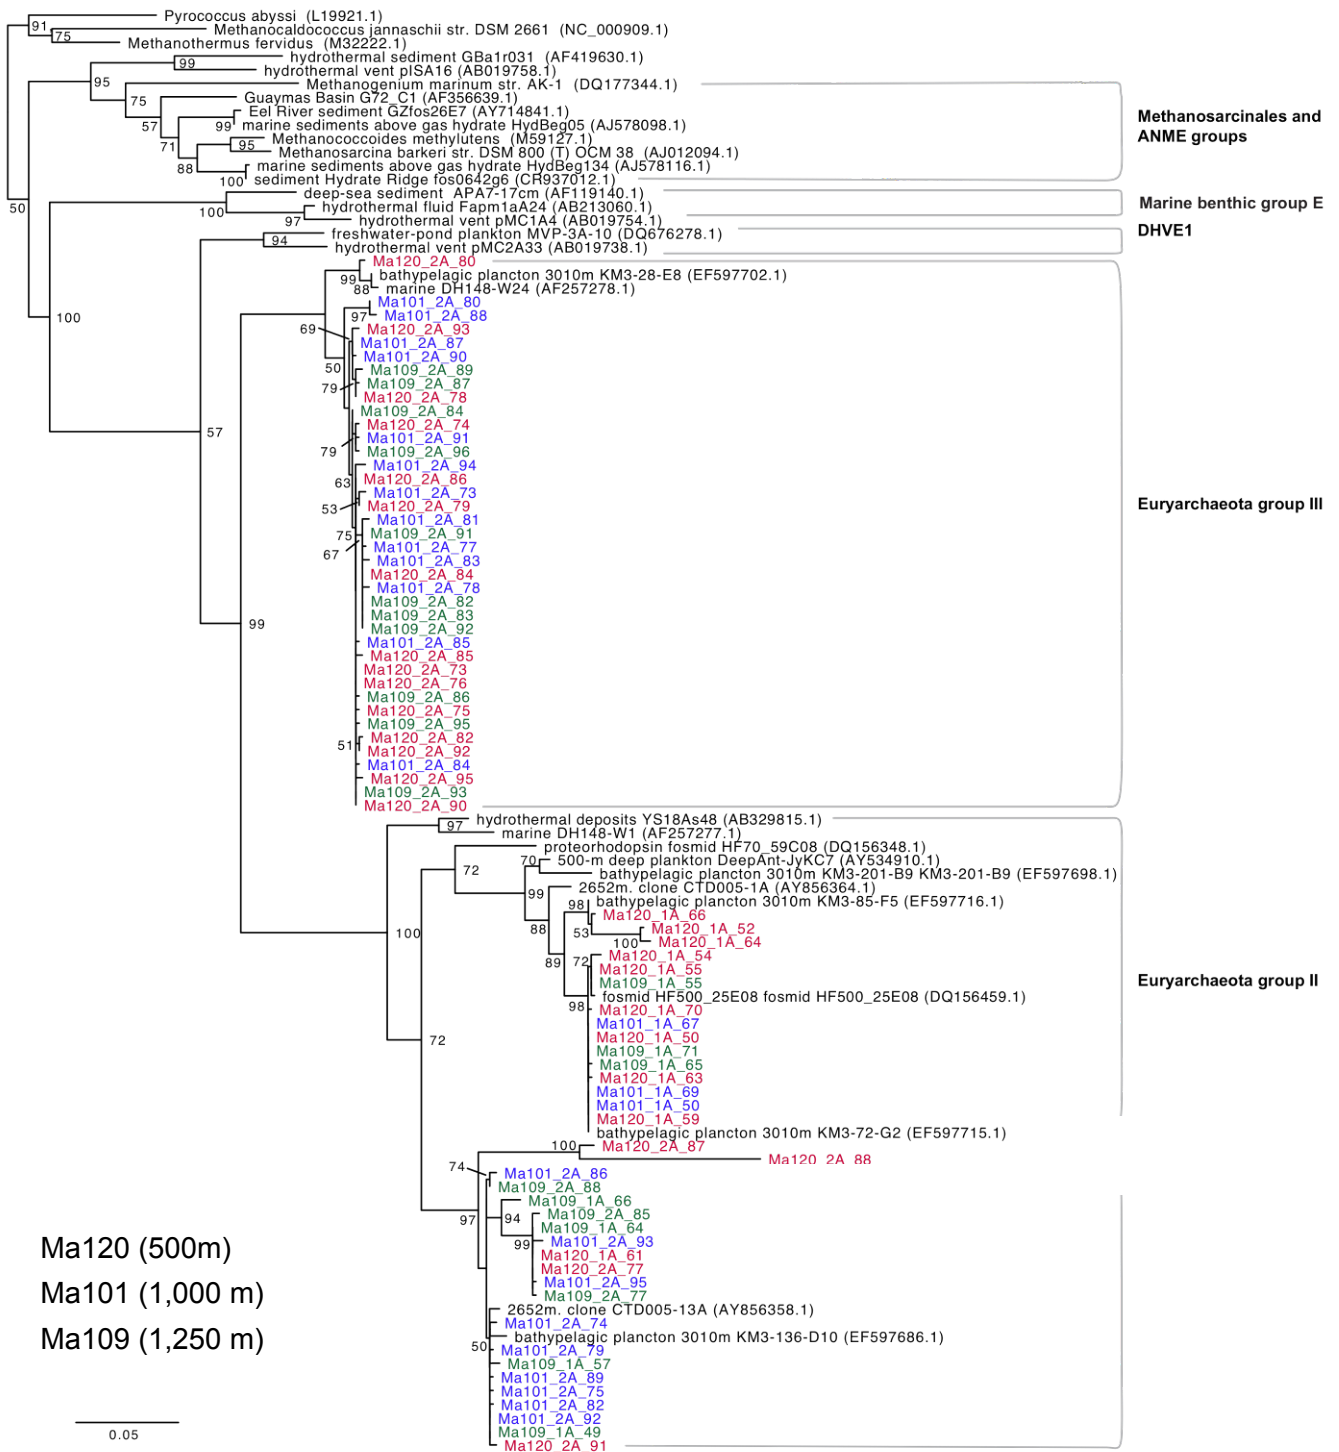 Pyrococcus abyssi (L19921.1)
91
Methanocaldococcus jannaschii str. DSM 2661 (NC_000909.1)
75
Methanothermus fervidus (M32222.1)
hydrothermal sediment GBa1r031 (AF419630.1)
99
hydrothermal vent pISA16 (AB019758.1)
95
Methanogenium marinum str. AK-1 (DQ177344.1)
75
Guaymas Basin G72_C1 (AF356639.1)
Eel River sediment GZfos26E7 (AY714841.1)
57
99
marine sediments above gas hydrate HydBeg05 (AJ578098.1)
Methanosarcinales and
ANME groups
Methanococcoides methylutens (M59127.1)
71
95
Methanosarcina barkeri str. DSM 800 (T) OCM 38 (AJ012094.1)
88
marine sediments above gas hydrate HydBeg134 (AJ578116.1)
100
sediment Hydrate Ridge fos0642g6 (CR937012.1)
deep-sea sediment APA7-17cm (AF119140.1)
50
100
hydrothermal fluid Fapm1aA24 (AB213060.1)
Marine benthic group E
97
hydrothermal vent pMC1A4 (AB019754.1)
freshwater-pond plankton MVP-3A-10 (DQ676278.1)
DHVE1
94
hydrothermal vent pMC2A33 (AB019738.1)
Ma120_2A_80
99
bathypelagic plancton 3010m KM3-28-E8 (EF597702.1)
88
marine DH148-W24 (AF257278.1)
Ma101_2A_80
100
97
Ma101_2A_88
69
Ma120_2A_93
Ma101_2A_87
Ma101_2A_90
50
Ma109_2A_89
79
Ma109_2A_87
Ma120_2A_78
Ma109_2A_84
Ma120_2A_74
57
Ma101_2A_91
79
Ma109_2A_96
Ma101_2A_94
63
Ma120_2A_86
Ma101_2A_73
53
Ma120_2A_79
Euryarchaeota group III
Ma101_2A_81
75
Ma109_2A_91
67
Ma101_2A_77
Ma101_2A_83
Ma120_2A_84
Ma101_2A_78
Ma109_2A_82
Ma109_2A_83
99
Ma109_2A_92
Ma101_2A_85
Ma120_2A_85
Ma120_2A_73
Ma120_2A_76
Ma109_2A_86
Ma120_2A_75
Ma109_2A_95
51
Ma120_2A_82
Ma120_2A_92
Ma101_2A_84
Ma120_2A_95
Ma109_2A_93
Ma120_2A_90
hydrothermal deposits YS18As48 (AB329815.1)
97
marine DH148-W1 (AF257277.1)
proteorhodopsin fosmid HF70_59C08 (DQ156348.1)
70
500-m deep plankton DeepAnt-JyKC7 (AY534910.1)
72
bathypelagic plancton 3010m KM3-201-B9 KM3-201-B9 (EF597698.1)
99
2652m. clone CTD005-1A (AY856364.1)
98
bathypelagic plancton 3010m KM3-85-F5 (EF597716.1)
Ma120_1A_66
88
53
Ma120_1A_52
100
100
Ma120_1A_64
89
72
Ma120_1A_54
Ma120_1A_55
Ma109_1A_55
Euryarchaeota group II
98
fosmid HF500_25E08 fosmid HF500_25E08 (DQ156459.1)
Ma120_1A_70
Ma101_1A_67
72
Ma120_1A_50
Ma109_1A_71
Ma109_1A_65
Ma120_1A_63
Ma101_1A_69
Ma101_1A_50
Ma120_1A_59
bathypelagic plancton 3010m KM3-72-G2 (EF597715.1)
100
Ma120_2A_87
Ma120_2A_88
74
Ma101_2A_86
Ma109_2A_88
Ma109_1A_66
97
94
Ma109_2A_85
Ma109_1A_64
99
Ma101_2A_93
Ma120_1A_61
Ma120_2A_77
Ma101_2A_95
Ma109_2A_77
2652m. clone CTD005-13A (AY856358.1)
Ma101_2A_74
bathypelagic plancton 3010m KM3-136-D10 (EF597686.1)
50
Ma101_2A_79
Ma109_1A_57
Ma101_2A_89
Ma101_2A_75
Ma101_2A_82
Ma101_2A_92
Ma109_1A_49
Ma120_2A_91
Ma120 (500m)
Ma101 (1,000 m)
Ma109 (1,250 m)
0.05